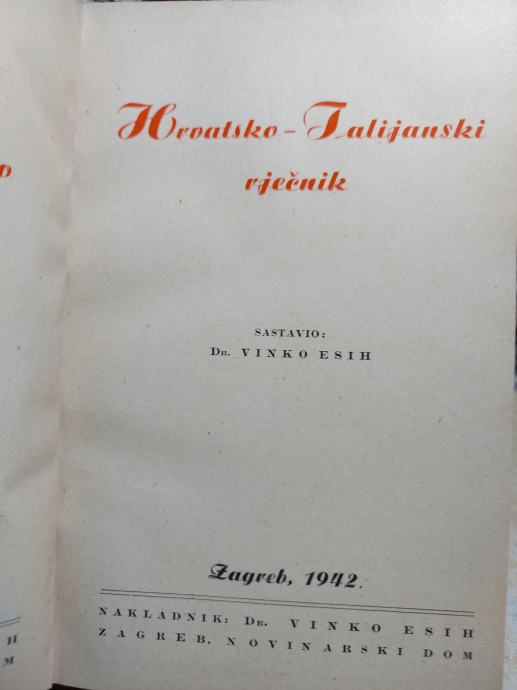 Hrvatsko-Talijanski
rječnik
SASTAVIO:
DR. VINKO ESIH
Zagreb, 1942.
NAKLADNIK: DR. VINKO ESIH
ZAGREB, NOVINARSKI DOM
o
H
M